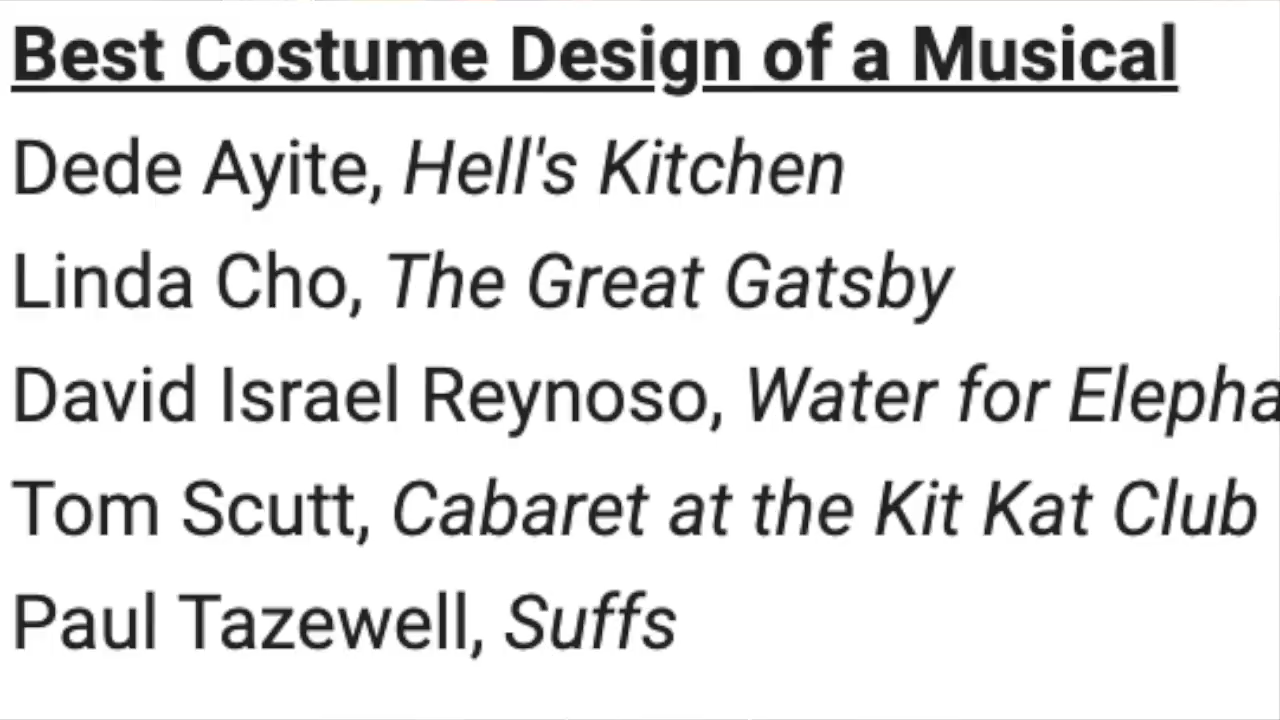 Best Costume Design of a Musical
Dede Ayite, Hell's Kitchen
Linda Cho, The Great Gatsby
David Israel Reynoso, Water for Elepha
Tom Scutt, Cabaret at the Kit Kat Club
Paul Tazewell, Suffs